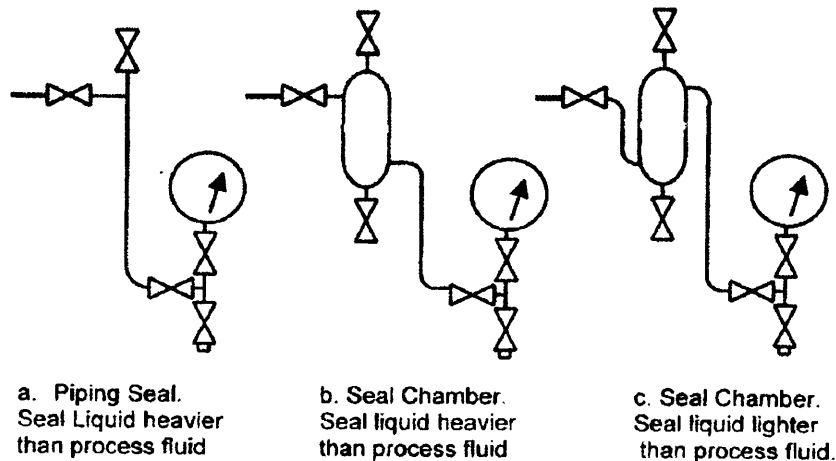 a. Piping Seal.
Seal Liquid heavier
than process fluid
b. Seal Chamber.
Seal liquid heavier
than process fluid
c. Seal Chamber.
Seal liquid lighter
than process fluid.